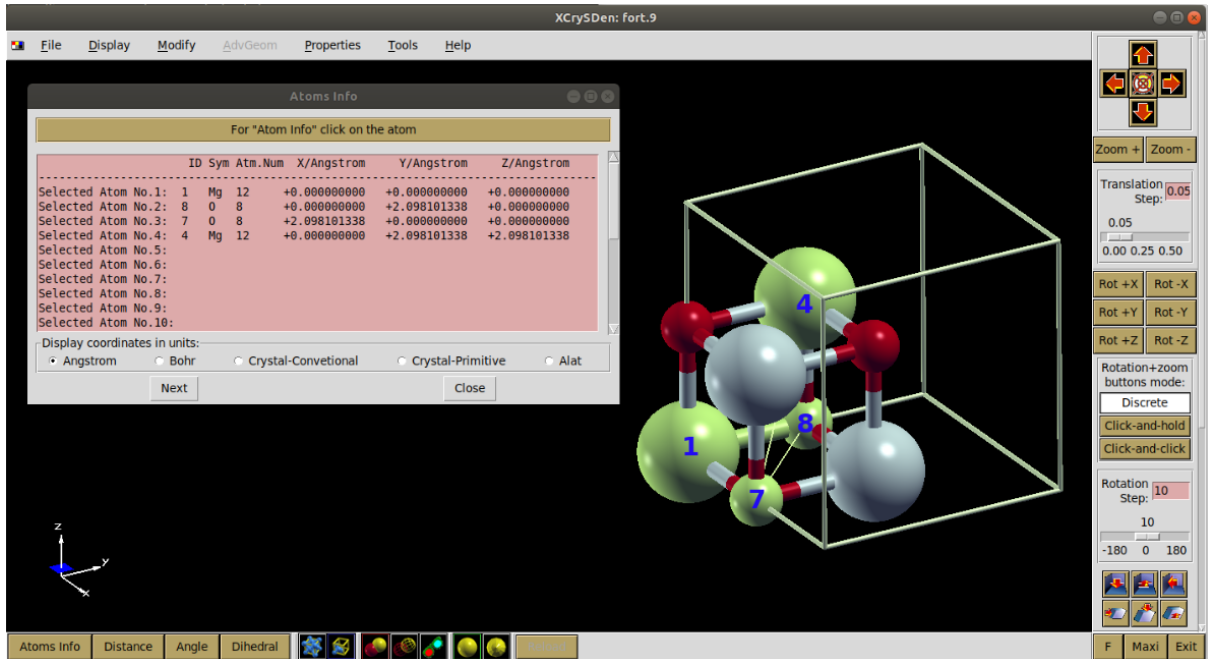 XCrySDen: fort.9
File Display Modify AdvGeom Properties Tools Help
Atoms Info
For "Atom Info" click on the atom
ID Sym Atm.Num X/Angstrom Y/Angstrom Z/Angstrom
--------------------------------------------------------------------------------
Selected Atom No.1: 1 Mg 12 +0.000000000 +0.000000000 +0.000000000
Selected Atom No.2: 8 O 8 +0.000000000 +2.098101338 +0.000000000
Selected Atom No.3: 7 O 8 +2.098101338 +0.000000000 +0.000000000
Selected Atom No.4: 4 Mg 12 +0.000000000 +2.098101338 +2.098101338
Selected Atom No.5:
Selected Atom No.6:
Selected Atom No.7:
Selected Atom No.8:
Selected Atom No.9:
Selected Atom No.10:
Display coordinates in units:
Angstrom Bohr Crystal-Convetional Crystal-Primitive Alat
Next Close
4
8
1
7
z
y
x
Zoom + Zoom -
Translation
Step: 0.05
0.05
0.00 0.25 0.50
Rot +X Rot -X
Rot +Y Rot -Y
Rot +Z Rot -Z
Rotation+zoom
buttons mode:
Discrete
Click-and-hold
Click-and-click
Rotation
Step: 10
10
-180 0 180
Atoms Info Distance Angle Dihedral
F Maxi Exit